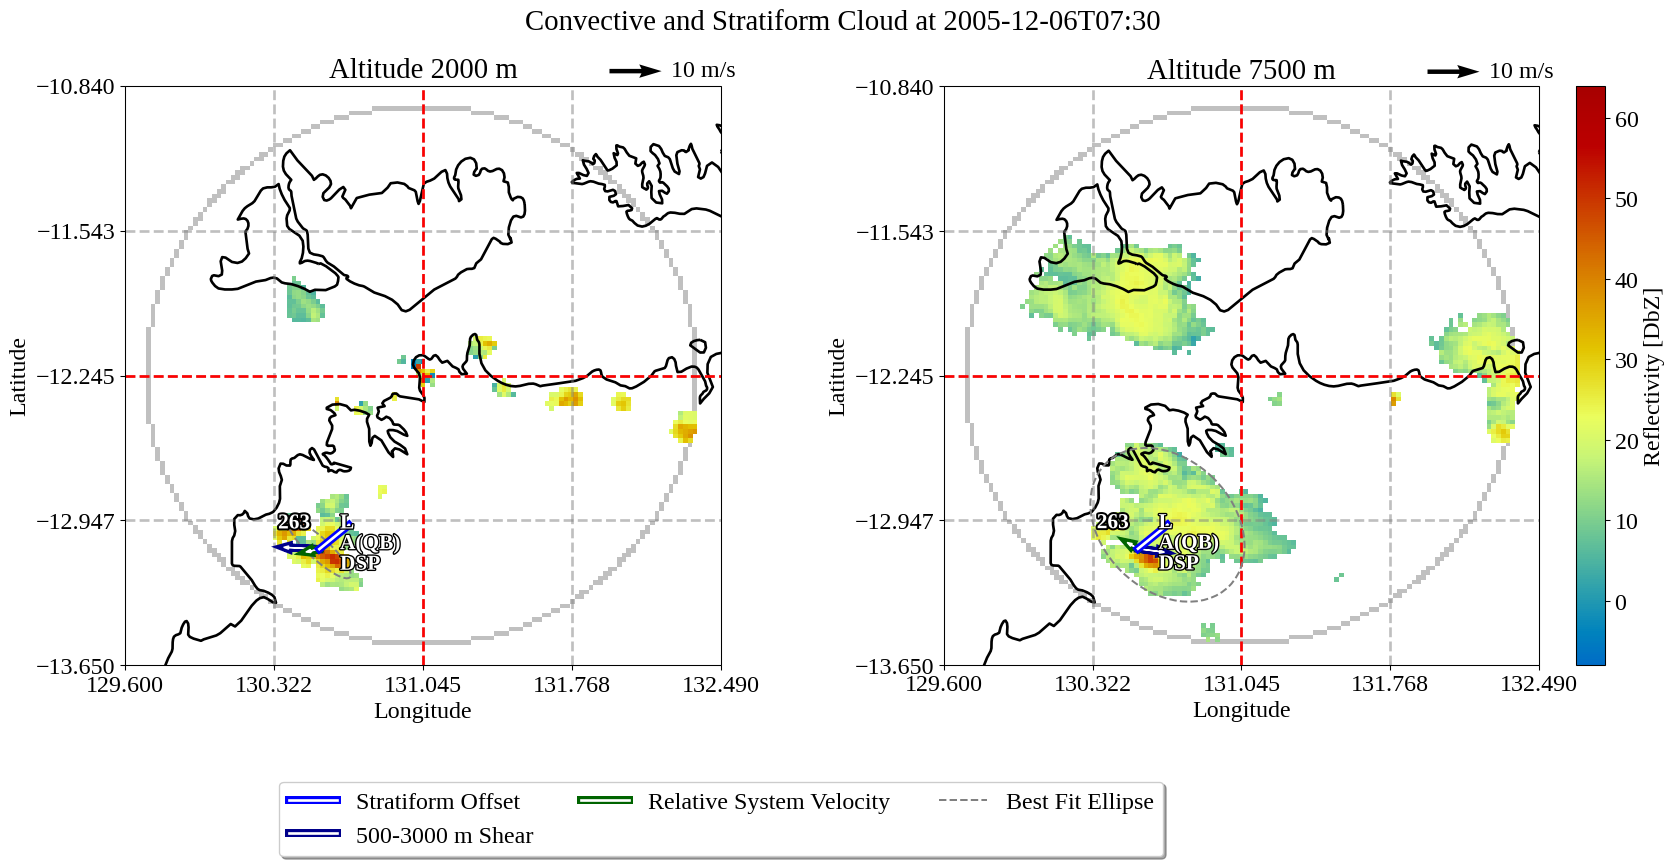 Convective and Stratiform Cloud at 2005-12-06T07:30
Altitude 2000 m
10 m/s
−10.840
−11.543
−12.245
−12.947
−13.650
129.600
130.322
131.045
131.768
132.490
Latitude
Longitude
263
L
A(QB)
DSP
Altitude 7500 m
10 m/s
−10.840
−11.543
−12.245
−12.947
−13.650
129.600
130.322
131.045
131.768
132.490
Latitude
Longitude
263
L
A(QB)
DSP
60
50
40
30
20
10
0
Reflectivity [DbZ]
Stratiform Offset
500-3000 m Shear
Relative System Velocity
Best Fit Ellipse